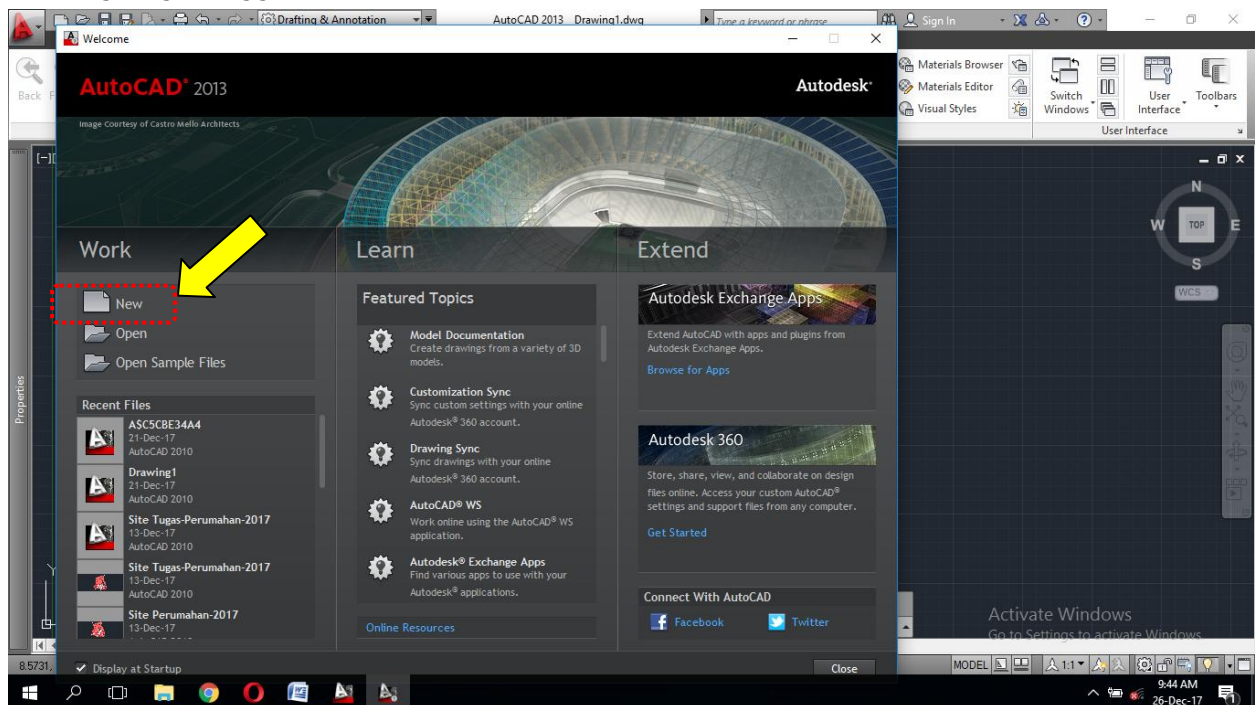 Drafting & Annotation
AutoCAD 2013 Drawing1.dwg
Type a keyword or phrase
Sign In
Welcome
Back
F
AutoCAD® 2013
Autodesk®
Image Courtesy of Castro Mello Architects
Materials Browser
Materials Editor
Visual Styles
Switch
Windows
User
Interface
Toolbars
User Interface
Work
New
Open
Open Sample Files
Recent Files
ASC5CBE34A4
21-Dec-17
AutoCAD 2010
Drawing1
21-Dec-17
AutoCAD 2010
Site Tugas-Perumahan-2017
13-Dec-17
AutoCAD 2010
Site Tugas-Perumahan-2017
13-Dec-17
AutoCAD 2010
Site Perumahan-2017
13-Dec-17
Display at Startup
Learn
Featured Topics
Model Documentation
Create drawings from a variety of 3D
models.
Customization Sync
Sync custom settings with your online
Autodesk® 360 account.
Drawing Sync
Sync drawings with your online
Autodesk® 360 account.
AutoCAD® WS
Work online using the AutoCAD® WS
application.
Autodesk® Exchange Apps
Find various apps to use with your
Autodesk® applications.
Online Resources
Extend
Autodesk Exchange Apps
Extend AutoCAD with apps and plugins from
Autodesk Exchange Apps.
Browse for Apps
Autodesk 360
Store, share, view, and collaborate on design
files online. Access your custom AutoCAD®
settings and support files from any computer.
Get Started
Connect With AutoCAD
Facebook
Twitter
Close
[-][
Properties
Y
N
W
TOP
E
S
WCS
Activate Windows
Go to Settings to activate Windows.
8.5731,
MODEL
1:1
9:44 AM
26-Dec-17
1